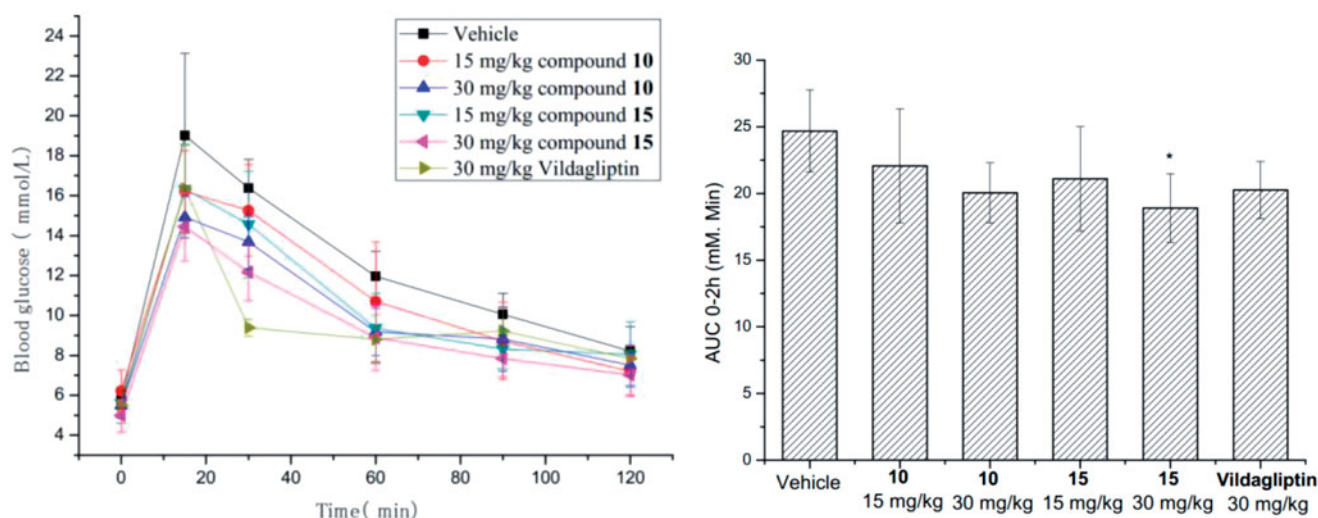 24
22
20
18
16
14
12
10
8
6
4
Blood glucose ( mmol/L)
Vehicle
15 mg/kg compound 10
30 mg/kg compound 10
15 mg/kg compound 15
30 mg/kg compound 15
30 mg/kg Vildagliptin
0 20 40 60 80 100 120
Time( min)
30
25
20
15
10
5
0
AUC 0-2h (mM. Min)
*
Vehicle 10 10 15 15 Vildagliptin
15 mg/kg 30 mg/kg 15 mg/kg 30 mg/kg 30 mg/kg